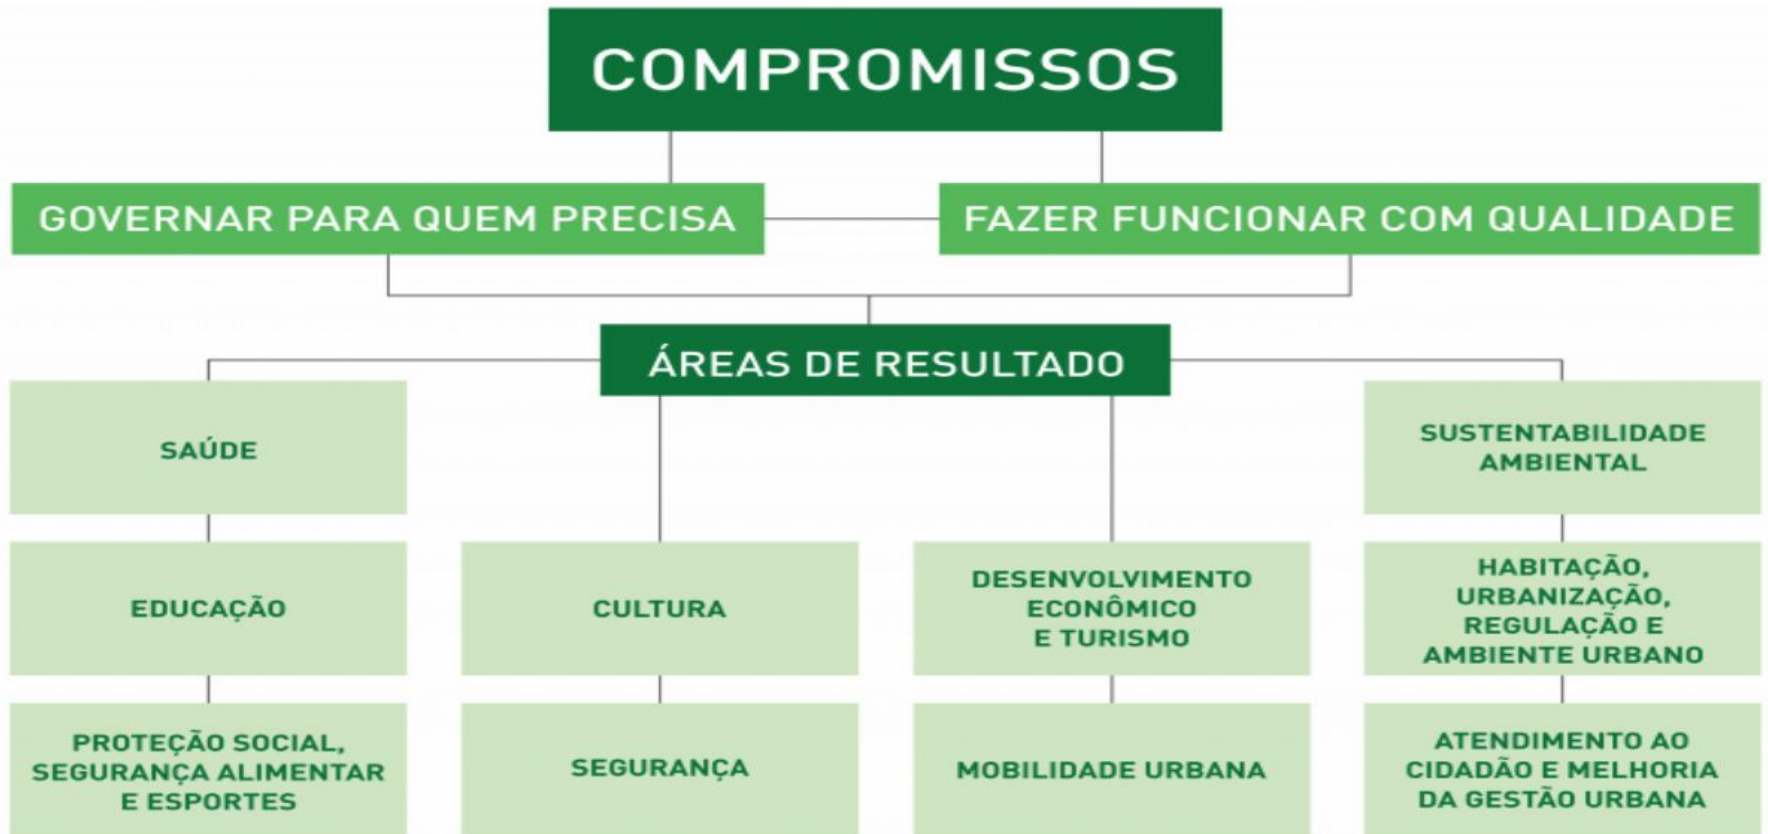 COMPROMISSOS
GOVERNAR PARA QUEM PRECISA
FAZER FUNCIONAR COM QUALIDADE
ÁREAS DE RESULTADO
SAÚDE
SUSTENTABILIDADE
AMBIENTAL
EDUCAÇÃO
CULTURA
DESENVOLVIMENTO
ECONÔMICO
E TURISMO
HABITAÇÃO,
URBANIZAÇÃO,
REGULAÇÃO E
AMBIENTE URBANO
PROTEÇÃO SOCIAL,
SEGURANÇA ALIMENTAR
E ESPORTES
SEGURANÇA
MOBILIDADE URBANA
ATENDIMENTO AO
CIDADÃO E MELHORIA
DA GESTÃO URBANA